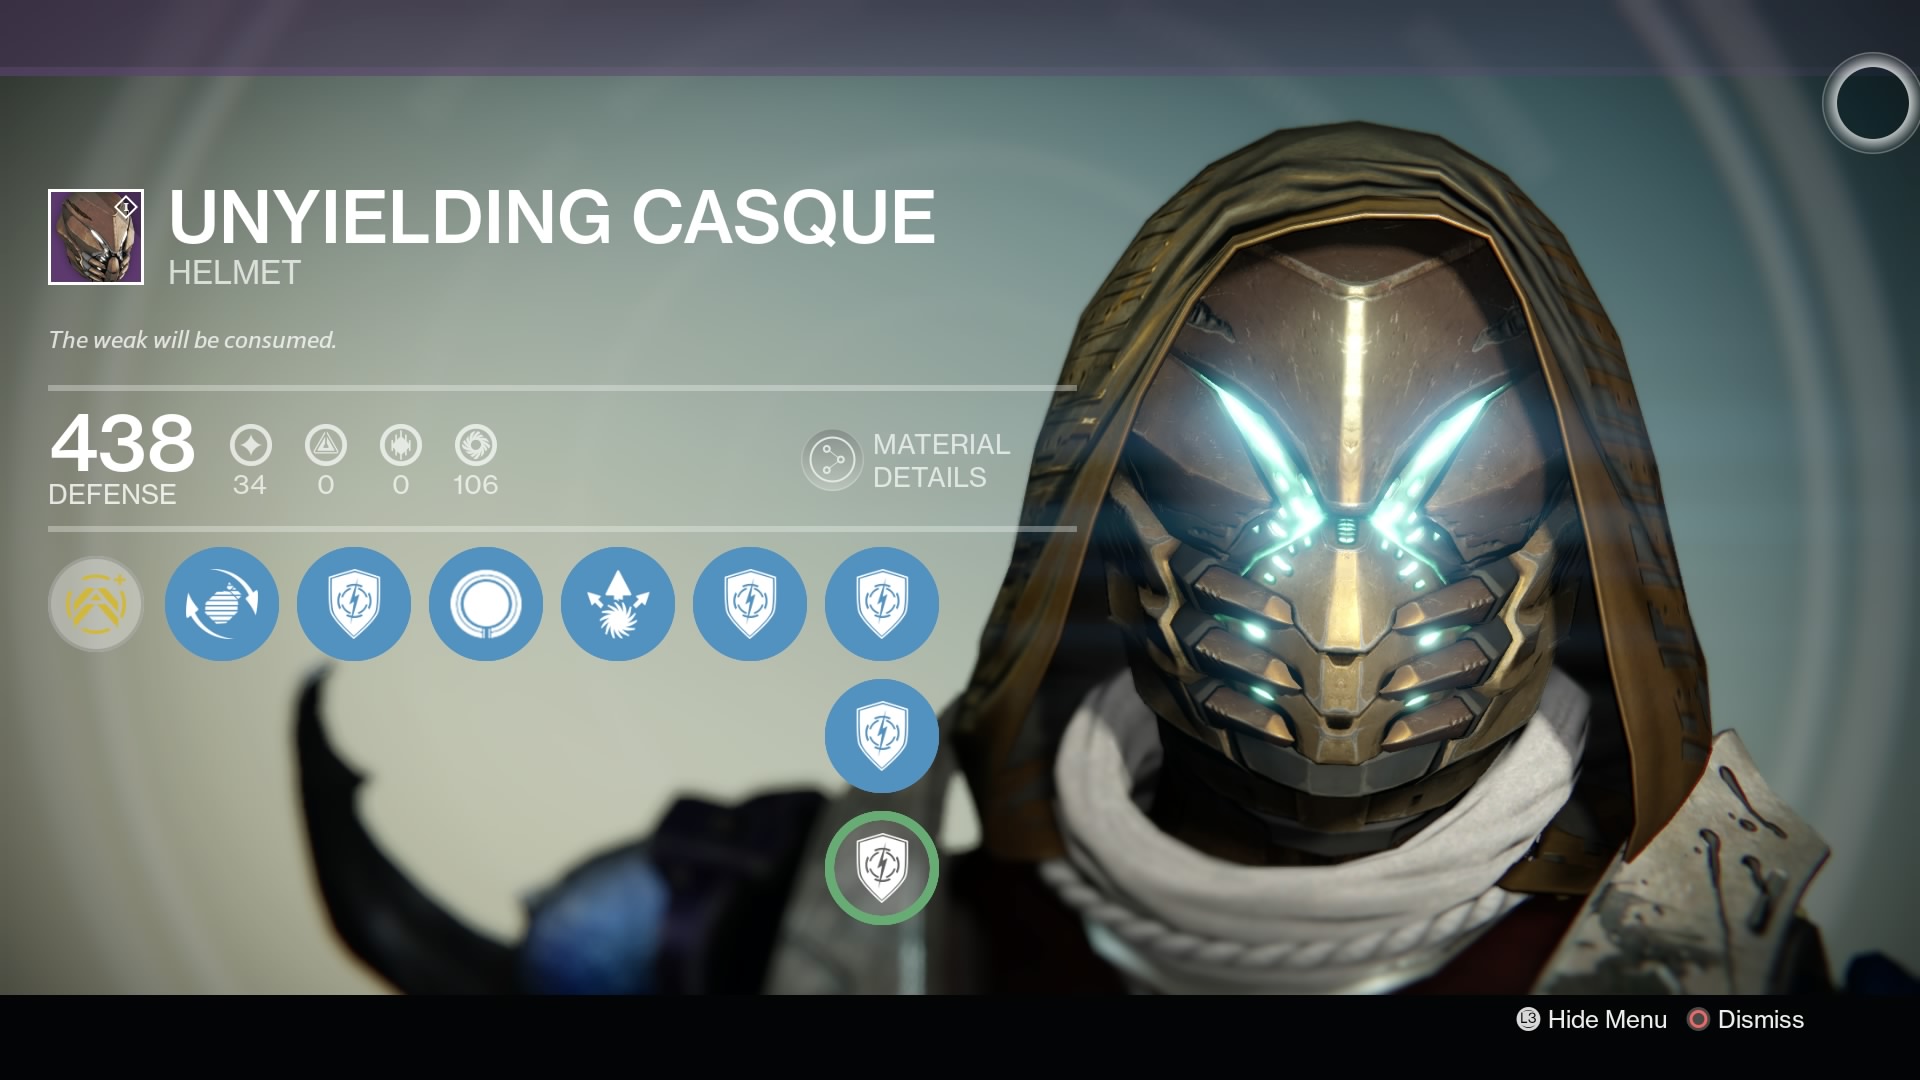 UNYIELDING CASQUE
HELMET
The weak will be consumed.
438
DEFENSE
34 0 0 106
MATERIAL
DETAILS
L3 Hide Menu Dismiss